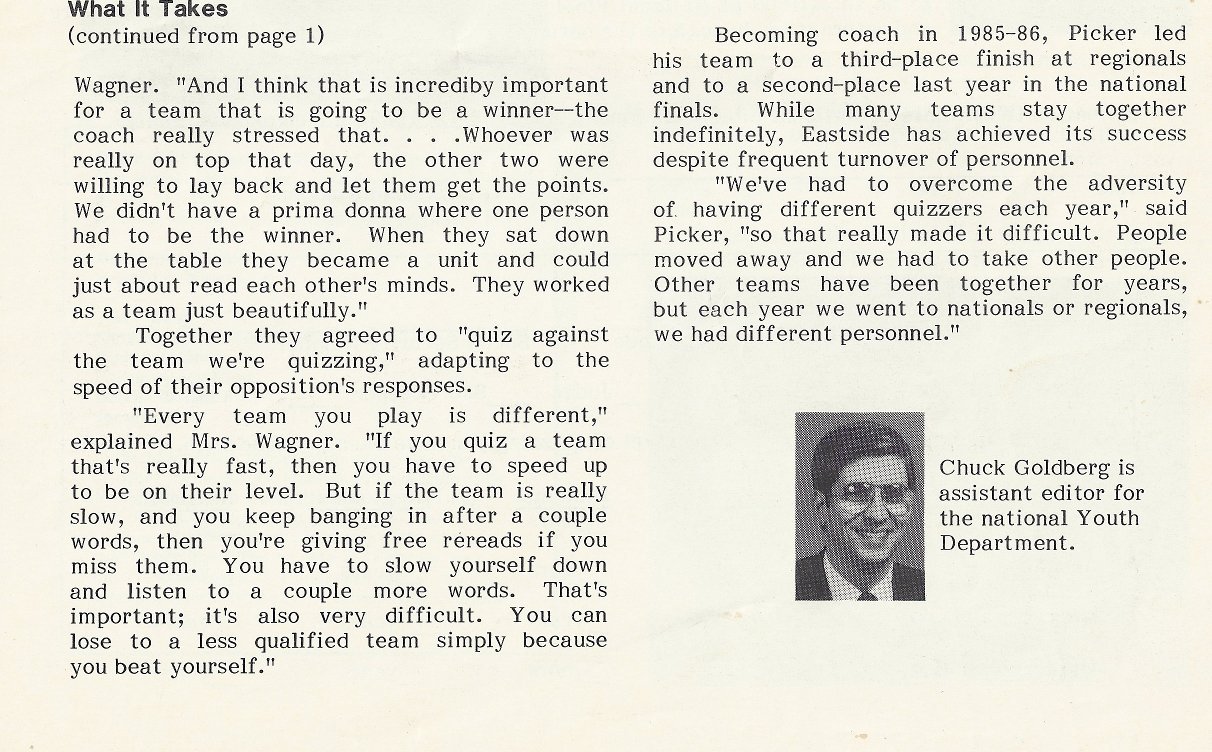 What It Takes
(continued from page 1)
Wagner. "And I think that is incrediby important
for a team that is going to be a winner--the
coach really stressed that. . . .Whoever was
really on top that day, the other two were
willing to lay back and let them get the points.
We didn't have a prima donna where one person
had to be the winner. When they sat down
at the table they became a unit and could
just about read each other's minds. They worked
as a team just beautifully."
Together they agreed to "quiz against
the team we're quizzing," adapting to the
speed of their opposition's responses.
"Every team you play is different,"
explained Mrs. Wagner. "If you quiz a team
that's really fast, then you have to speed up
to be on their level. But if the team is really
slow, and you keep banging in after a couple
words, then you're giving free rereads if you
miss them. You have to slow yourself down
and listen to a couple more words. That's
important; it's also very difficult. You can
lose to a less qualified team simply because
you beat yourself."
Becoming coach in 1985-86, Picker led
his team to a third-place finish at regionals
and to a second-place last year in the national
finals. While many teams stay together
indefinitely, Eastside has achieved its success
despite frequent turnover of personnel.
"We've had to overcome the adversity
of having different quizzers each year," said
Picker, "so that really made it difficult. People
moved away and we had to take other people.
Other teams have been together for years,
but each year we went to nationals or regionals,
we had different personnel."
Chuck Goldberg is
assistant editor for
the national Youth
Department.